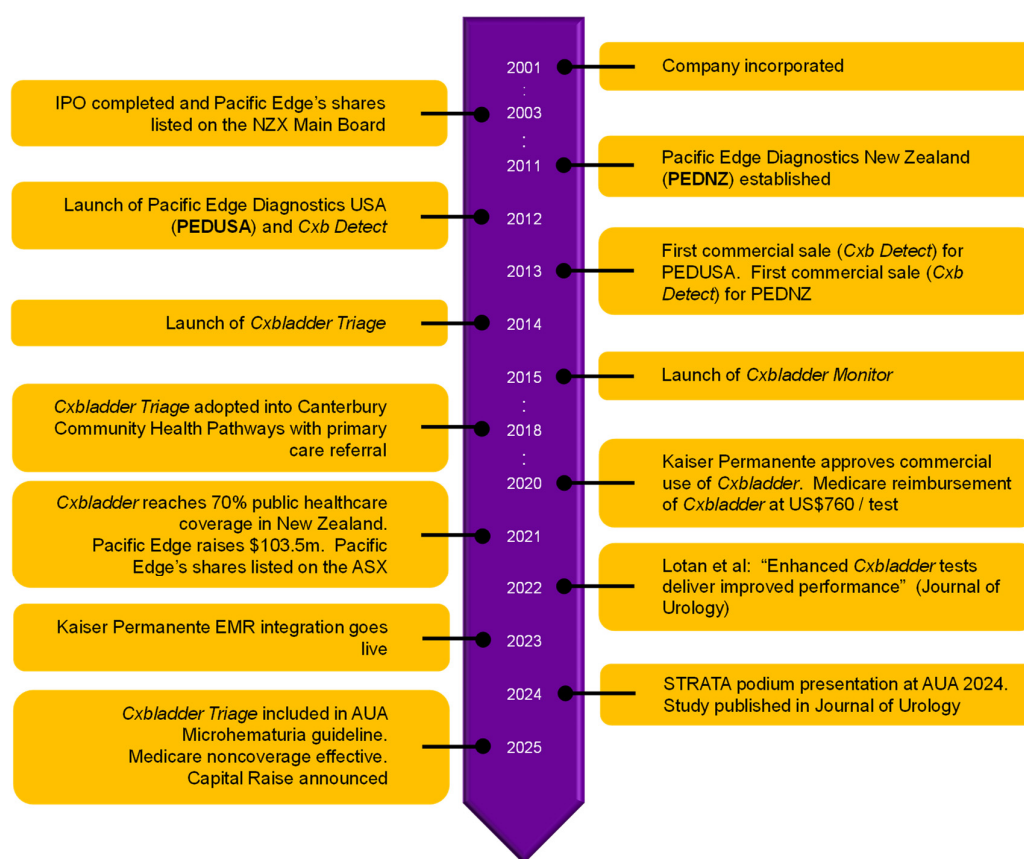 2001
Company incorporated
:
IPO completed and Pacific Edge's shares
listed on the NZX Main Board
2003
:
2011
Pacific Edge Diagnostics New Zealand
(PEDNZ) established
Launch of Pacific Edge Diagnostics USA
(PEDUSA) and Cxb Detect
2012
2013
First commercial sale (Cxb Detect) for
PEDUSA.  First commercial sale (Cxb
Detect) for PEDNZ
Launch of Cxbladder Triage
2014
2015
Launch of Cxbladder Monitor
:
Cxbladder Triage adopted into Canterbury
Community Health Pathways with primary
care referral
2018
:
2020
Kaiser Permanente approves commercial
use of Cxbladder.  Medicare reimbursement
of Cxbladder at US$760 / test
Cxbladder reaches 70% public healthcare
coverage in New Zealand.
Pacific Edge raises $103.5m.  Pacific
Edge's shares listed on the ASX
2021
2022
Lotan et al:  “Enhanced Cxbladder tests
deliver improved performance”  (Journal of
Urology)
Kaiser Permanente EMR integration goes
live
2023
2024
STRATA podium presentation at AUA 2024.
Study published in Journal of Urology
Cxbladder Triage included in AUA
Microhematuria guideline.
Medicare noncoverage effective.
Capital Raise announced
2025